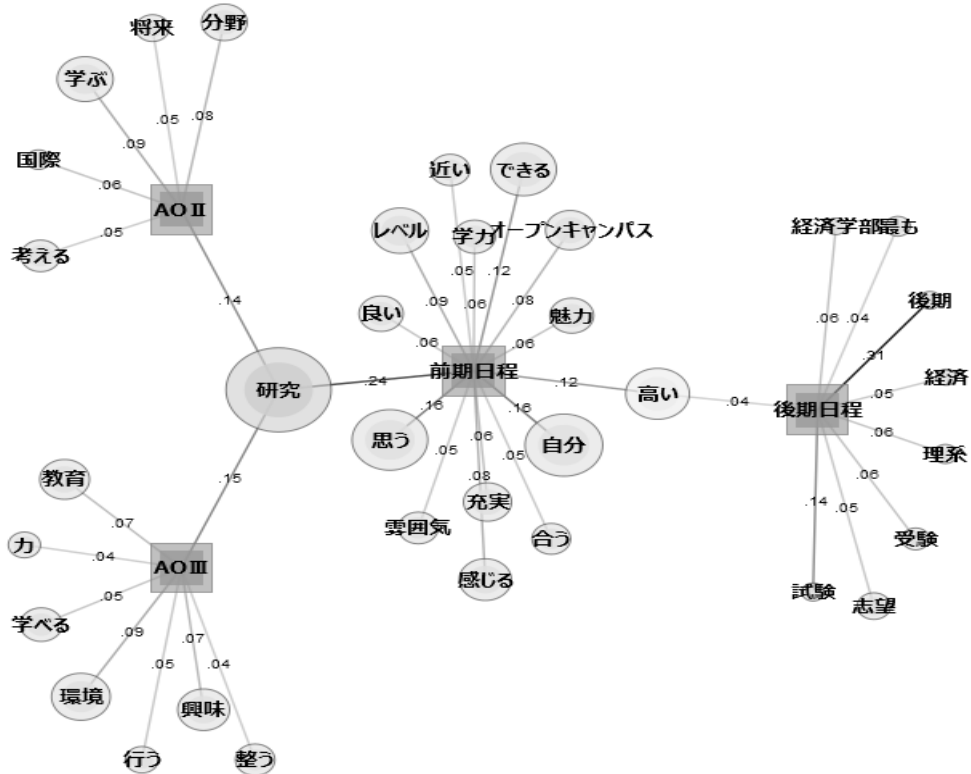 将来
分野
学ぶ
.05
.08
.09
国際
.06
AOⅡ
.05
考える
.14
近い
できる
レベル
学力
オープンキャンパス
.05
.12
.09
.06
.08
良い
魅力
.06
.06
研究
.24
前期日程
.12
高い
.04
後期日程
.16
.16
思う
自分
.05
.06
.05
.08
充実
雰囲気
合う
感じる
経済学部
最も
後期
.06
.04
.31
.05
経済
.06
理系
.06
.14
.05
受験
試験
志望
.15
教育
.07
力
.04
AOⅢ
.05
学べる
.09
.07
.05
.04
環境
興味
行う
整う